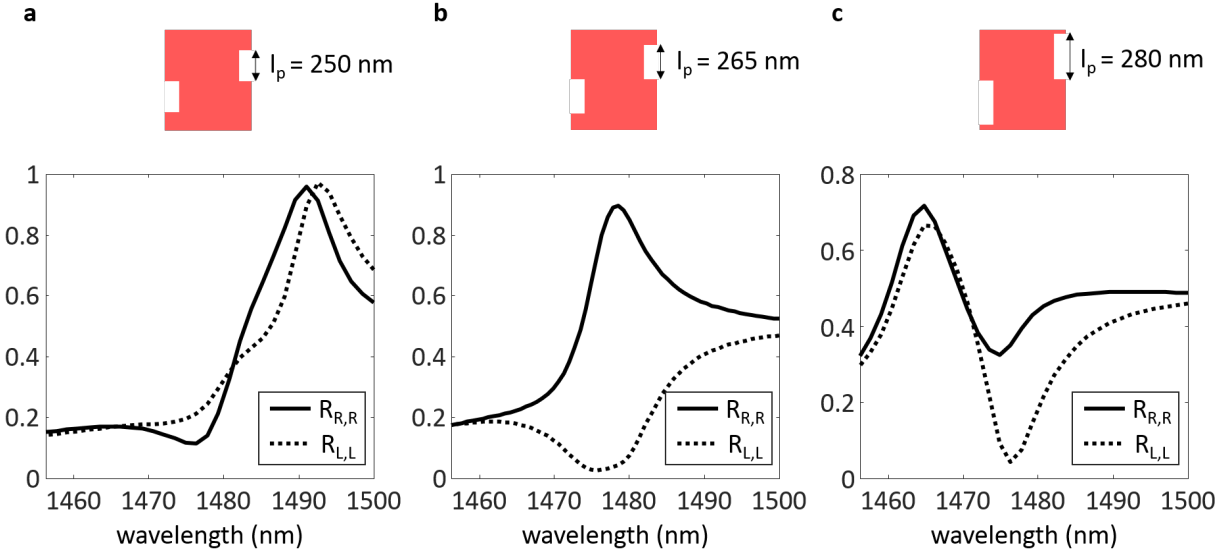 a
l_p = 250 nm
1
0.8
0.6
0.4
0.2
0
R_R,R
R_L,L
1460 1470 1480 1490 1500
wavelength (nm)
b
l_p = 265 nm
1
0.8
0.6
0.4
0.2
0
R_R,R
R_L,L
1460 1470 1480 1490 1500
wavelength (nm)
c
l_p = 280 nm
0.8
0.6
0.4
0.2
0
R_R,R
R_L,L
1460 1470 1480 1490 1500
wavelength (nm)